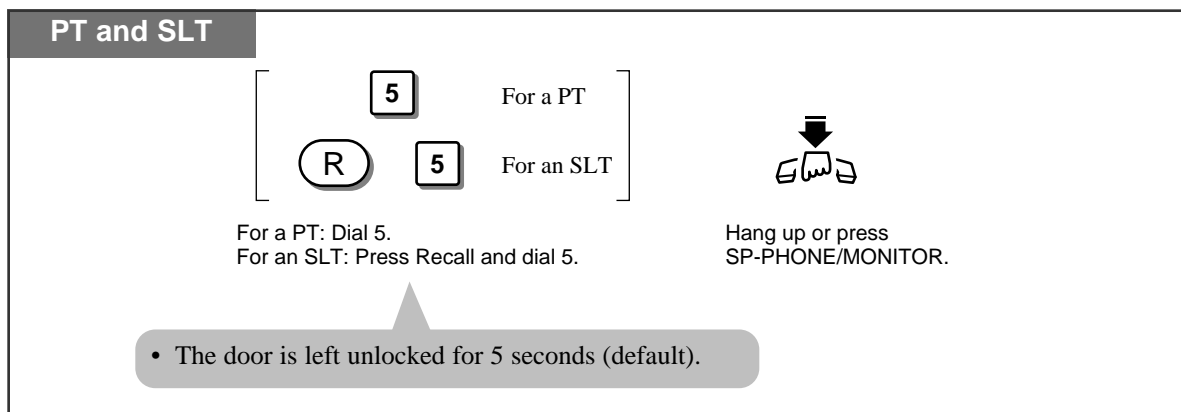 PT and SLT
5 For a PT
R 5 For an SLT
For a PT: Dial 5.
For an SLT: Press Recall and dial 5.
Hang up or press
SP-PHONE/MONITOR.
• The door is left unlocked for 5 seconds (default).